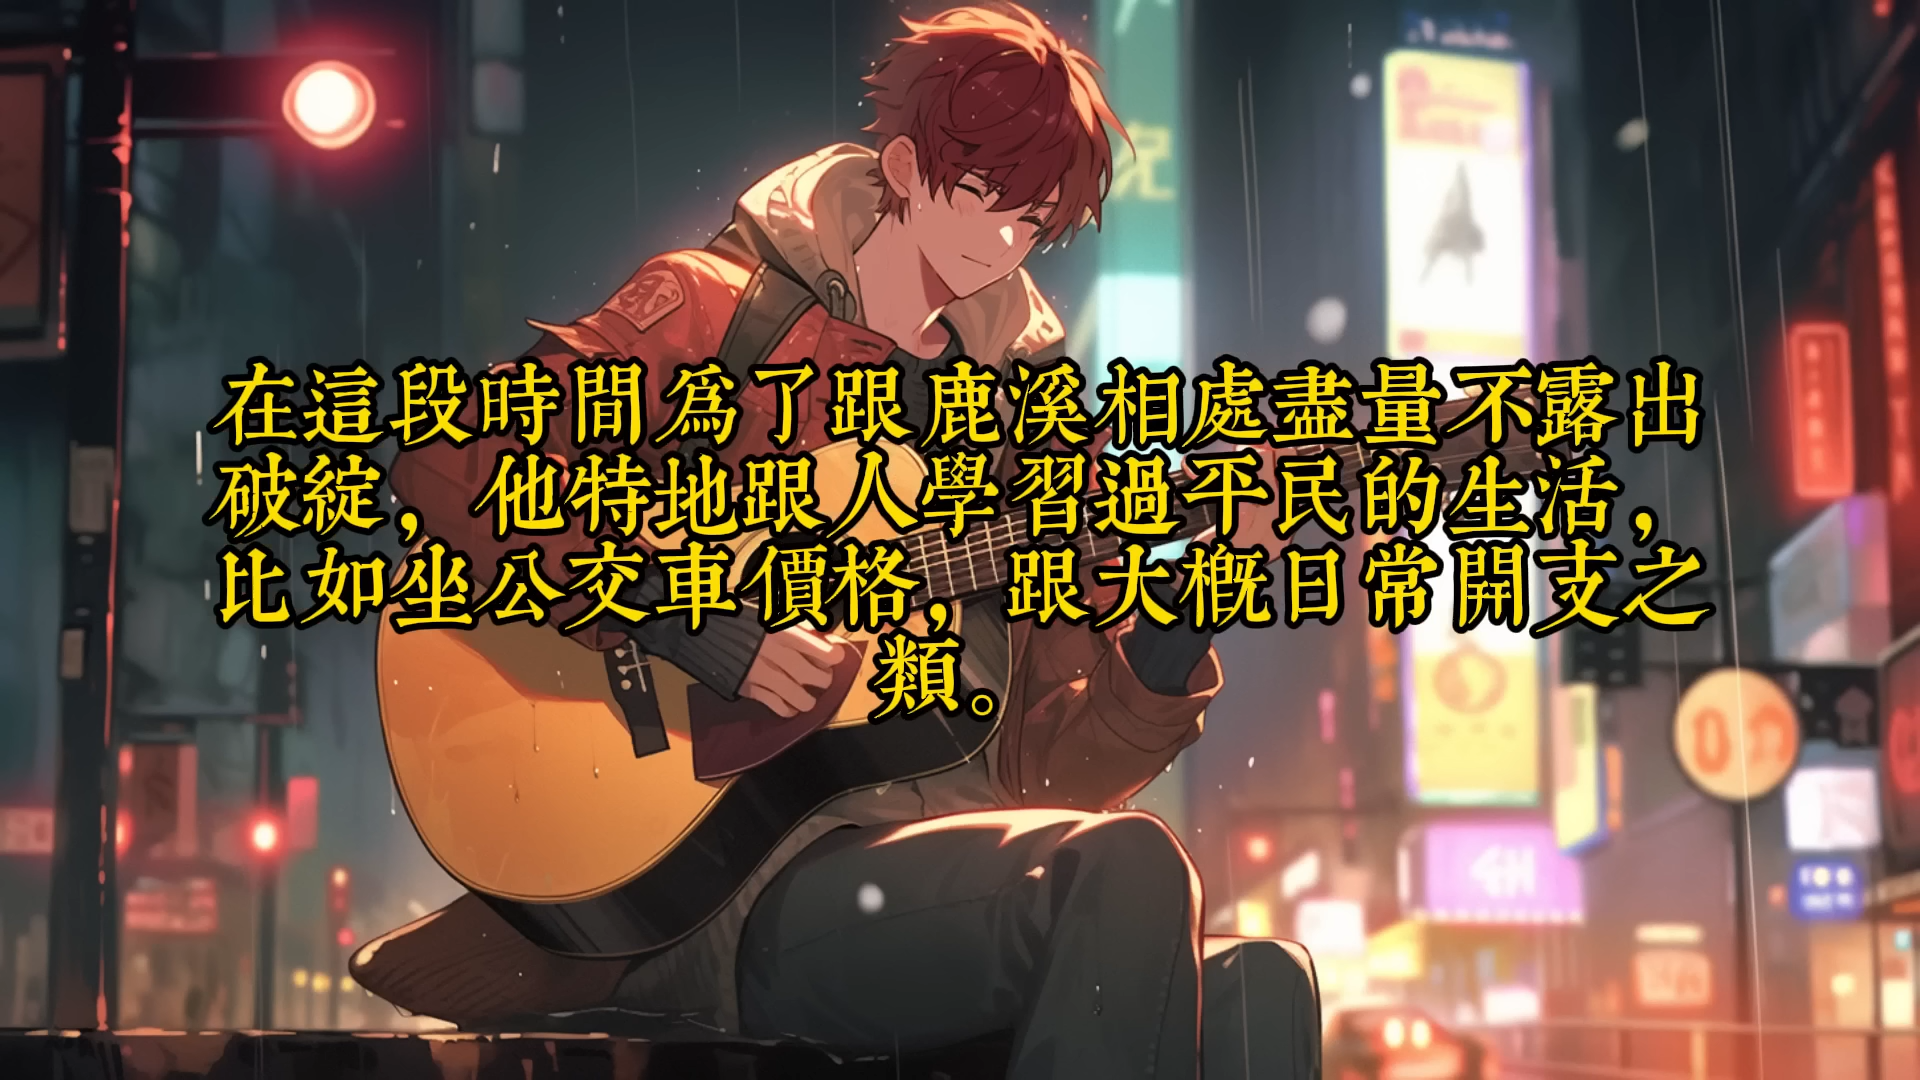 在這段時間為了跟鹿溪相處盡量不露出
破綻，他特地跟人學習過平民的生活，
比如坐公交車價格，跟大概日常開支之
類。